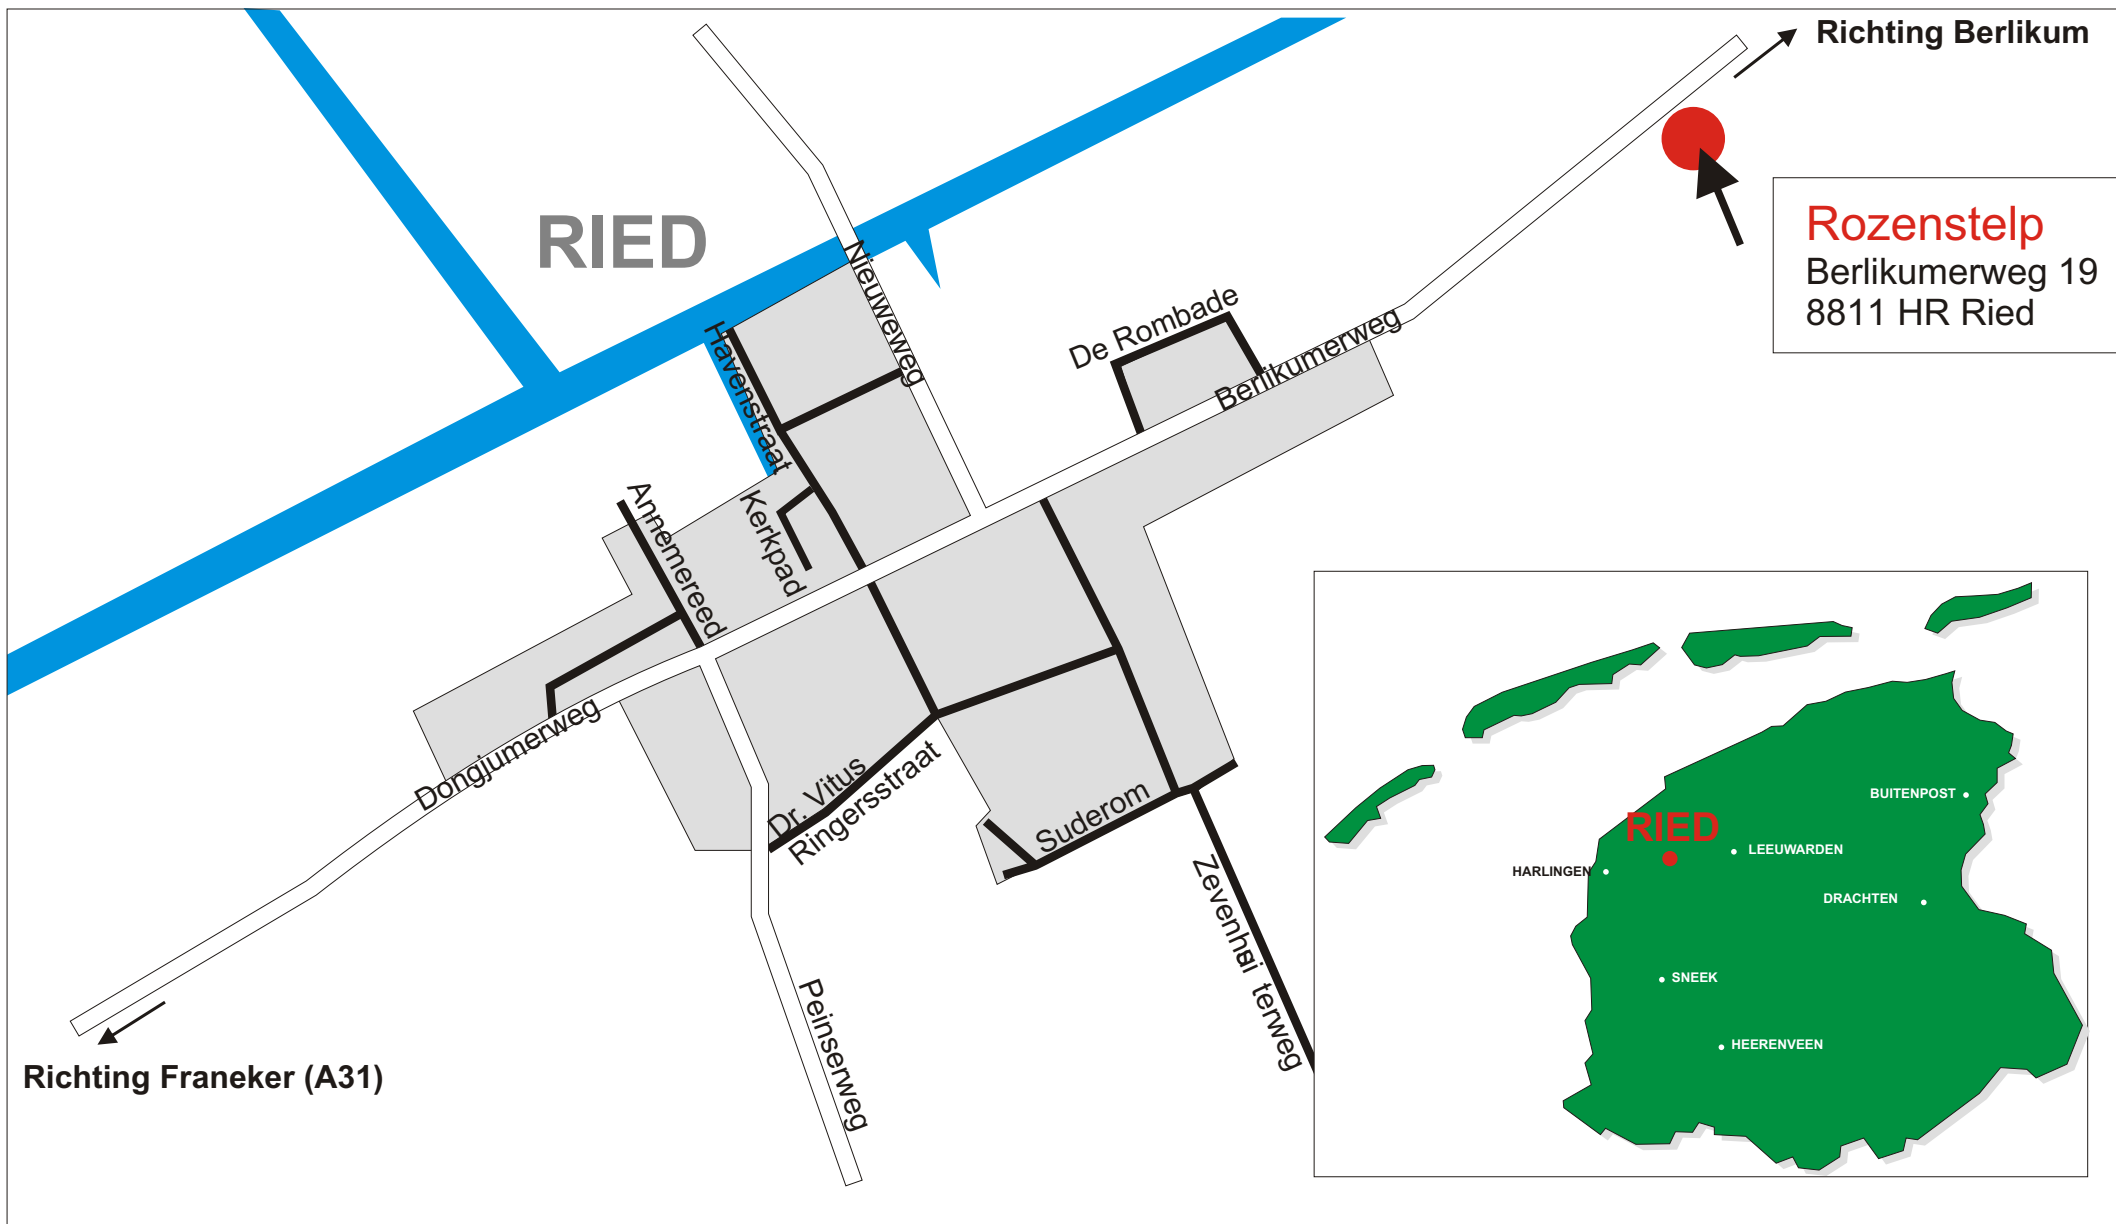 Richting Berlikum
RIED
Rozenstelp
Berlikumerweg 19
8811 HR Ried
Nieuweweg
Havenstraat
De Rombade
Berlikumerweg
Kerkpad
Annemereed
Dongjumerweg
Dr. Vitus
Ringersstraat
Suderom
Peinserweg
Richting Franeker (A31)
RIED
BUITENPOST
LEEUWARDEN
HARLINGEN
DRACHTEN
SNEEK
HEERENVEEN